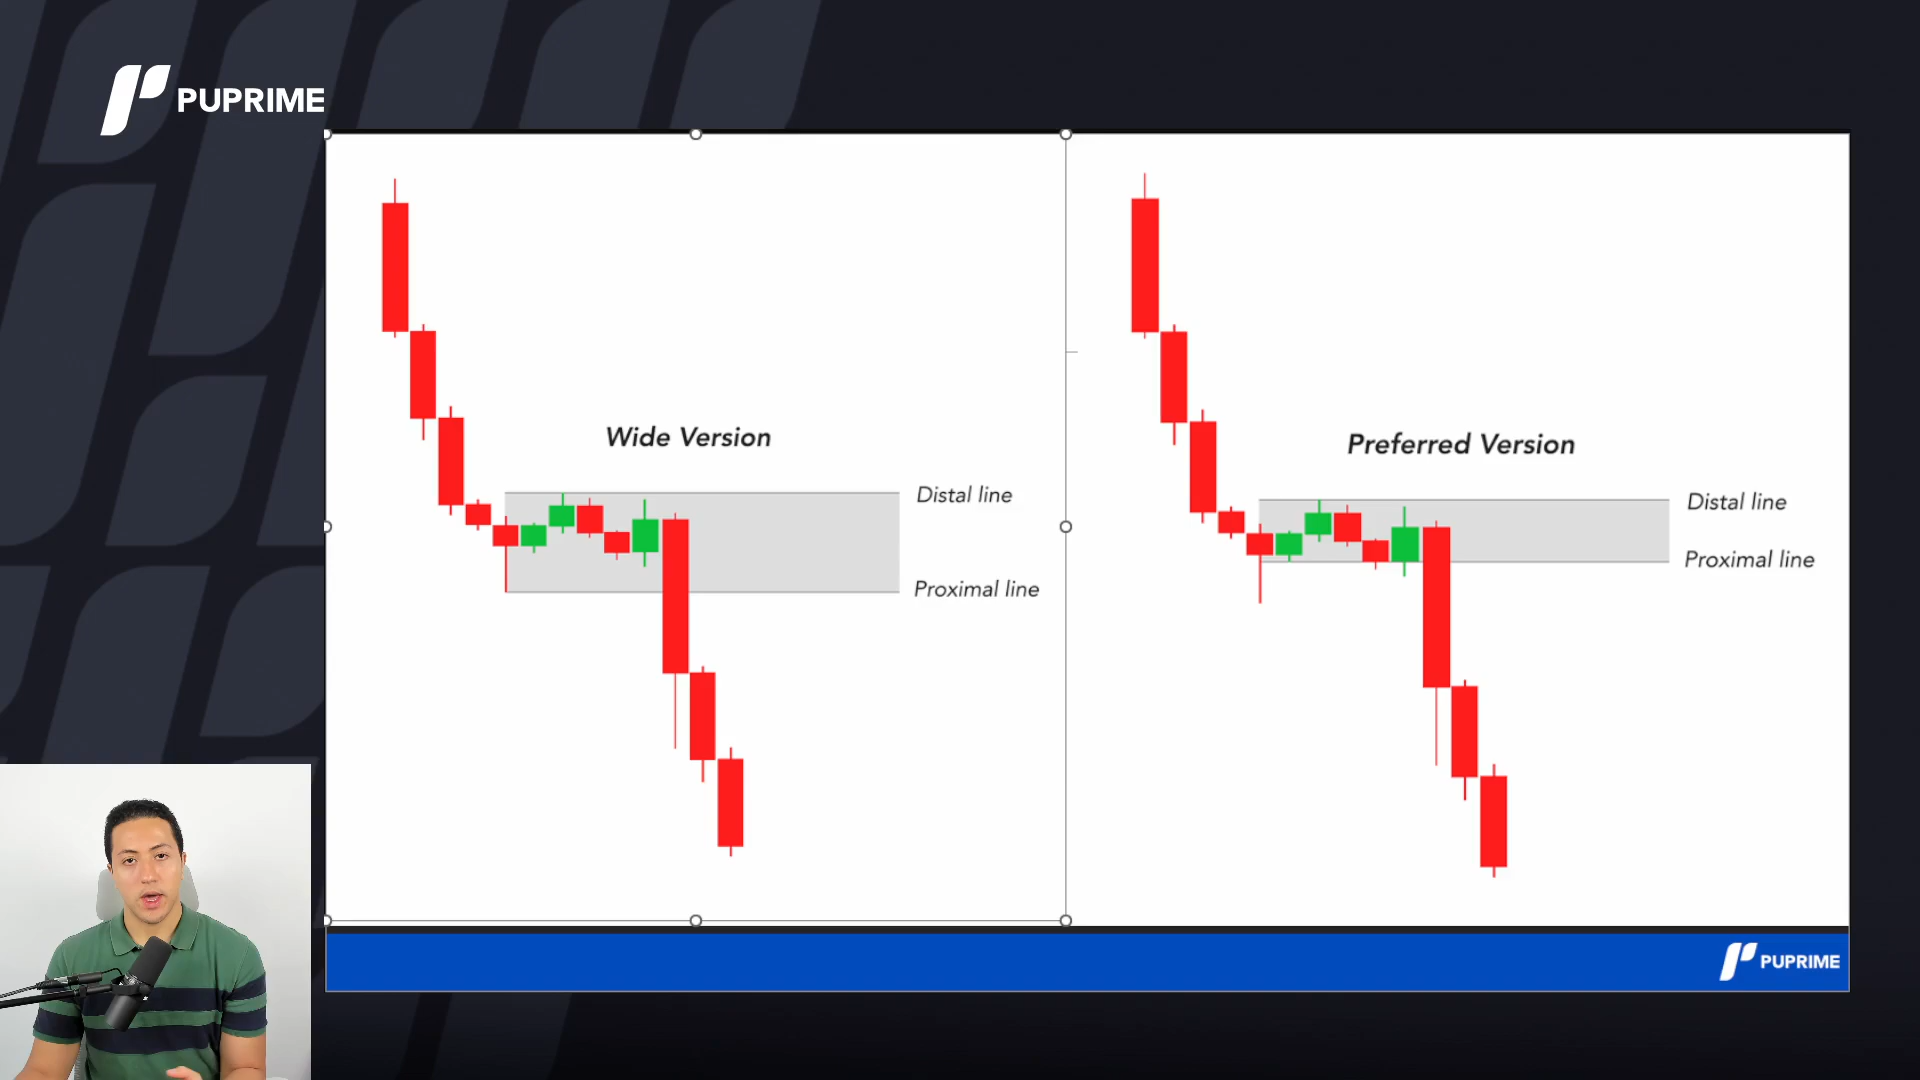 PUPRIME
Wide Version
Distal line
Proximal line
Preferred Version
Distal line
Proximal line
PUPRIME